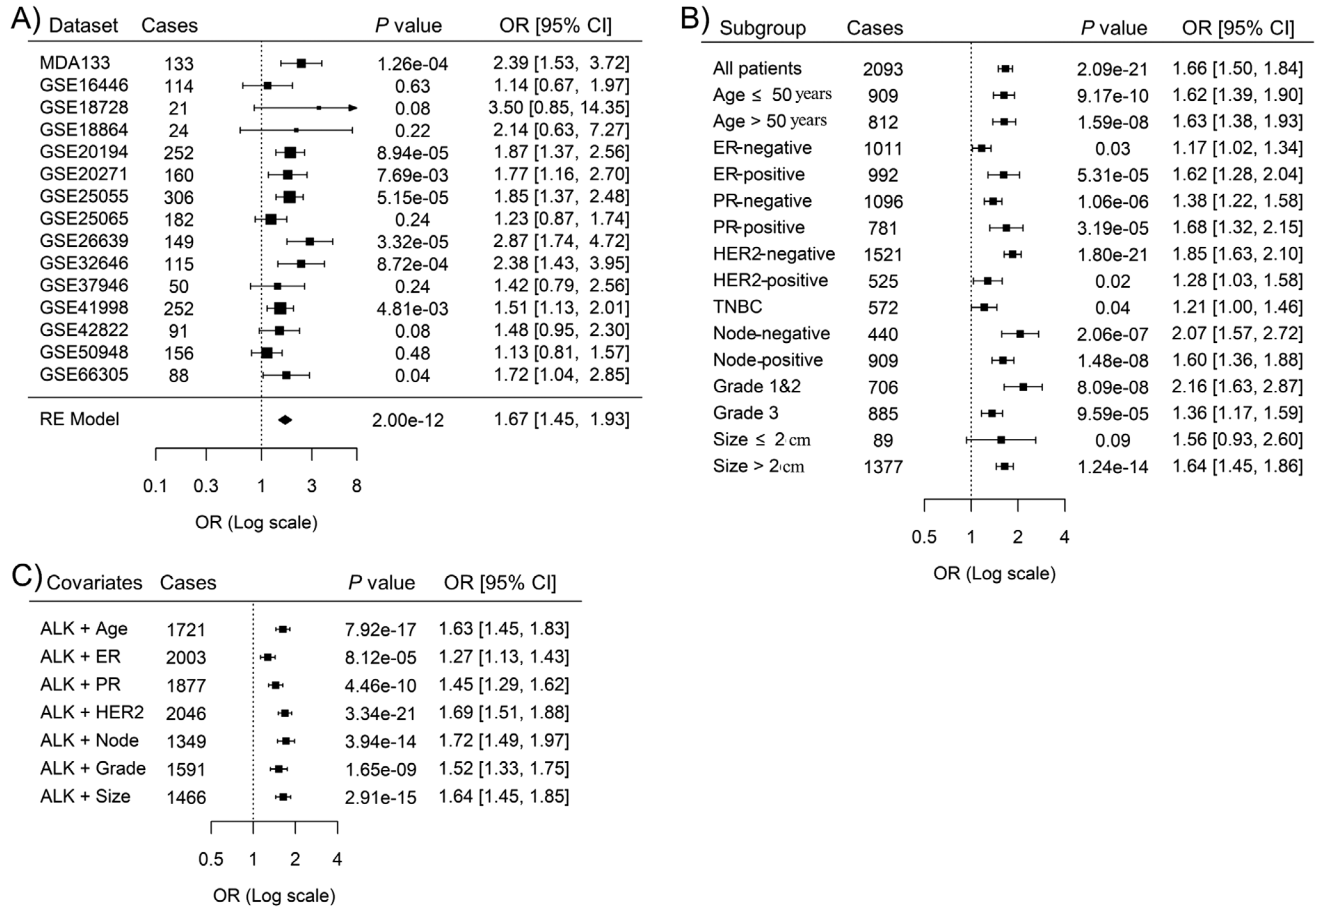 A) Dataset Cases P value OR [95% CI]
MDA133 133 1.26e-04 2.39 [1.53, 3.72]
GSE16446 114 0.63 1.14 [0.67, 1.97]
GSE18728 21 0.08 3.50 [0.85, 14.35]
GSE18864 24 0.22 2.14 [0.63, 7.27]
GSE20194 252 8.94e-05 1.87 [1.37, 2.56]
GSE20271 160 7.69e-03 1.77 [1.16, 2.70]
GSE25055 306 5.15e-05 1.85 [1.37, 2.48]
GSE25065 182 0.24 1.23 [0.87, 1.74]
GSE26639 149 3.32e-05 2.87 [1.74, 4.72]
GSE32646 115 8.72e-04 2.38 [1.43, 3.95]
GSE37946 50 0.24 1.42 [0.79, 2.56]
GSE41998 252 4.81e-03 1.51 [1.13, 2.01]
GSE42822 91 0.08 1.48 [0.95, 2.30]
GSE50948 156 0.48 1.13 [0.81, 1.57]
GSE66305 88 0.04 1.72 [1.04, 2.85]
RE Model 2.00e-12 1.67 [1.45, 1.93]
0.1 0.3 1 3 8
OR (Log scale)
B) Subgroup Cases P value OR [95% CI]
All patients 2093 2.09e-21 1.66 [1.50, 1.84]
Age ≤ 50 years 909 9.17e-10 1.62 [1.39, 1.90]
Age > 50 years 812 1.59e-08 1.63 [1.38, 1.93]
ER-negative 1011 0.03 1.17 [1.02, 1.34]
ER-positive 992 5.31e-05 1.62 [1.28, 2.04]
PR-negative 1096 1.06e-06 1.38 [1.22, 1.58]
PR-positive 781 3.19e-05 1.68 [1.32, 2.15]
HER2-negative 1521 1.80e-21 1.85 [1.63, 2.10]
HER2-positive 525 0.02 1.28 [1.03, 1.58]
TNBC 572 0.04 1.21 [1.00, 1.46]
Node-negative 440 2.06e-07 2.07 [1.57, 2.72]
Node-positive 909 1.48e-08 1.60 [1.36, 1.88]
Grade 1&2 706 8.09e-08 2.16 [1.63, 2.87]
Grade 3 885 9.59e-05 1.36 [1.17, 1.59]
Size ≤ 2 cm 89 0.09 1.56 [0.93, 2.60]
Size > 2 cm 1377 1.24e-14 1.64 [1.45, 1.86]
0.5 1 2 4
OR (Log scale)
C) Covariates Cases P value OR [95% CI]
ALK + Age 1721 7.92e-17 1.63 [1.45, 1.83]
ALK + ER 2003 8.12e-05 1.27 [1.13, 1.43]
ALK + PR 1877 4.46e-10 1.45 [1.29, 1.62]
ALK + HER2 2046 3.34e-21 1.69 [1.51, 1.88]
ALK + Node 1349 3.94e-14 1.72 [1.49, 1.97]
ALK + Grade 1591 1.65e-09 1.52 [1.33, 1.75]
ALK + Size 1466 2.91e-15 1.64 [1.45, 1.85]
0.5 1 2 4
OR (Log scale)